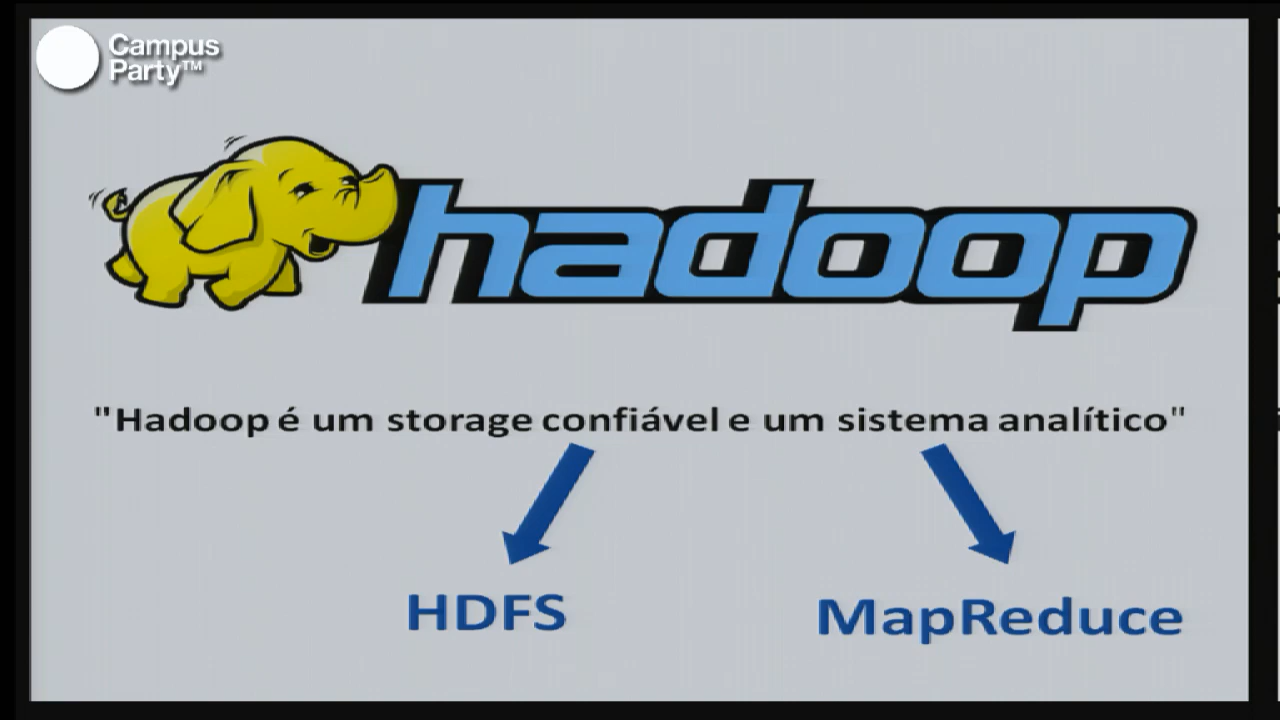 Campus
Party™
hadoop
"Hadoop é um storage confiável e um sistema analítico"
HDFS
MapReduce